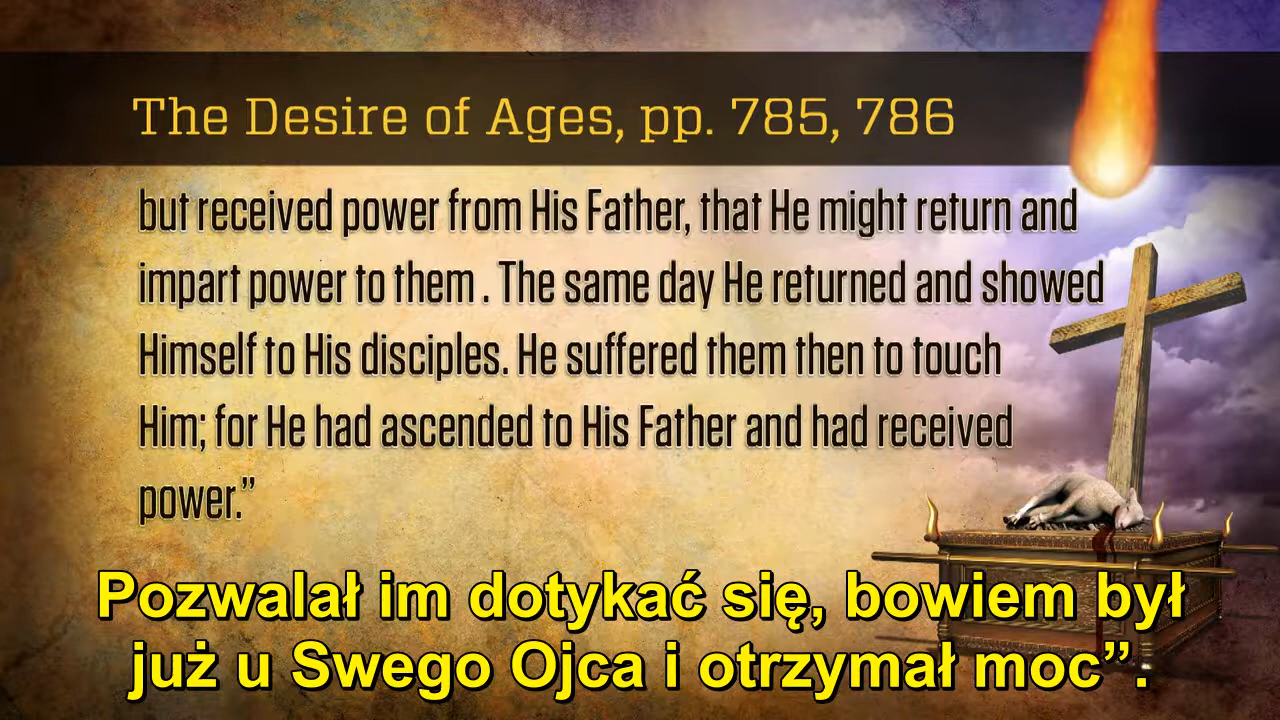 The Desire of Ages, pp. 785, 786
but received power from His Father, that He might return and
impart power to them . The same day He returned and showed
Himself to His disciples. He suffered them then to touch
Him; for He had ascended to His Father and had received
power.”
Pozwalał im dotykać się, bowiem był
już u Swego Ojca i otrzymał moc”.